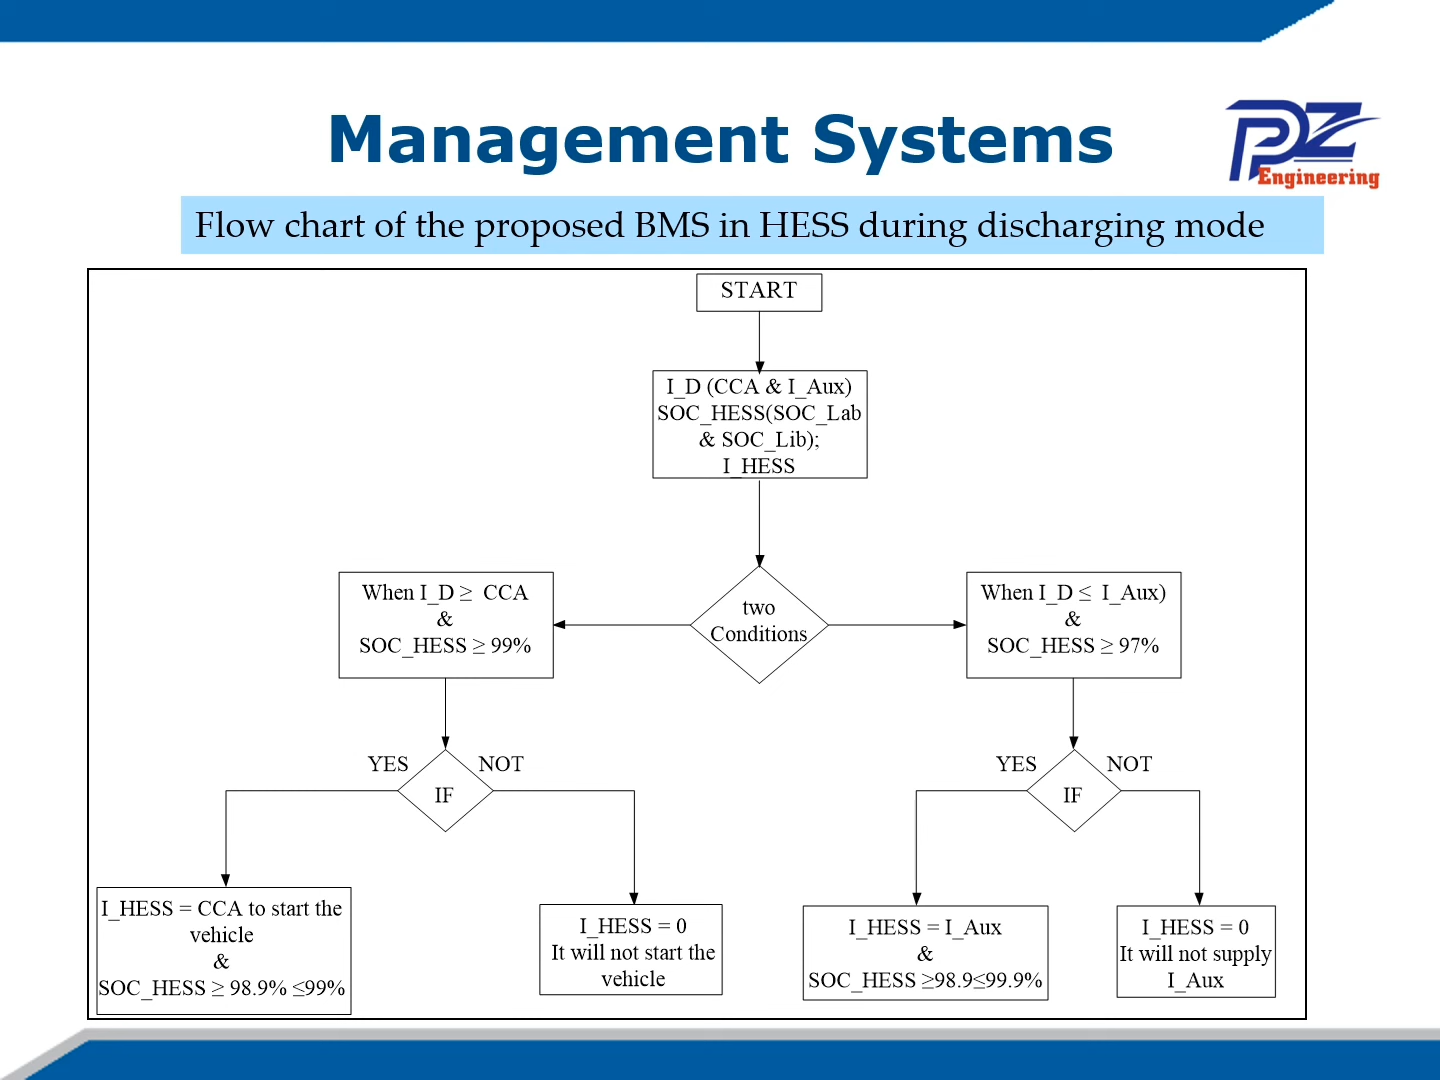 Management Systems
PZ
Engineering
Flow chart of the proposed BMS in HESS during discharging mode
START
I_D (CCA & I_Aux)
SOC_HESS(SOC_Lab
& SOC_Lib);
I_HESS
two
Conditions
When I_D ≥ CCA
&
SOC_HESS ≥ 99%
When I_D ≤ I_Aux)
&
SOC_HESS ≥ 97%
YES
NOT
IF
YES
NOT
IF
I_HESS = CCA to start the
vehicle
&
SOC_HESS ≥ 98.9% ≤99%
I_HESS = 0
It will not start the
vehicle
I_HESS = I_Aux
&
SOC_HESS ≥98.9≤99.9%
I_HESS = 0
It will not supply
I_Aux